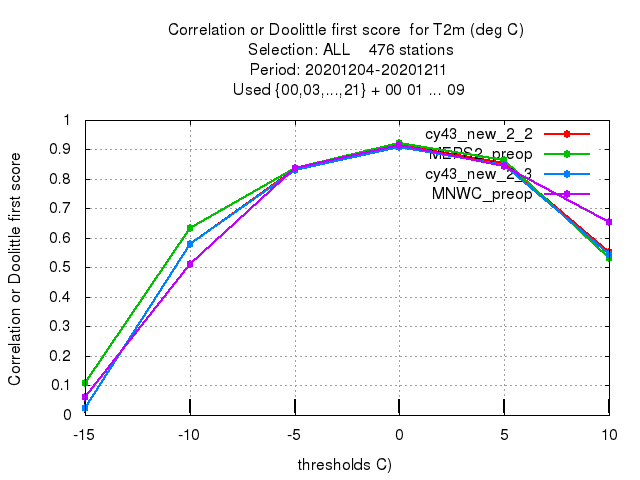 Correlation or Doolittle first score for T2m (deg C)
Selection: ALL 476 stations
Period: 20201204-20201211
Used {00,03,...,21} + 00 01 ... 09
Correlation or Doolittle first score
1
0.9
0.8
0.7
0.6
0.5
0.4
0.3
0.2
0.1
0
cy43_new_2_2
MEPS2_preop
cy43_new_2_3
MNWC_preop
-15 -10 -5 0 5 10
thresholds C)